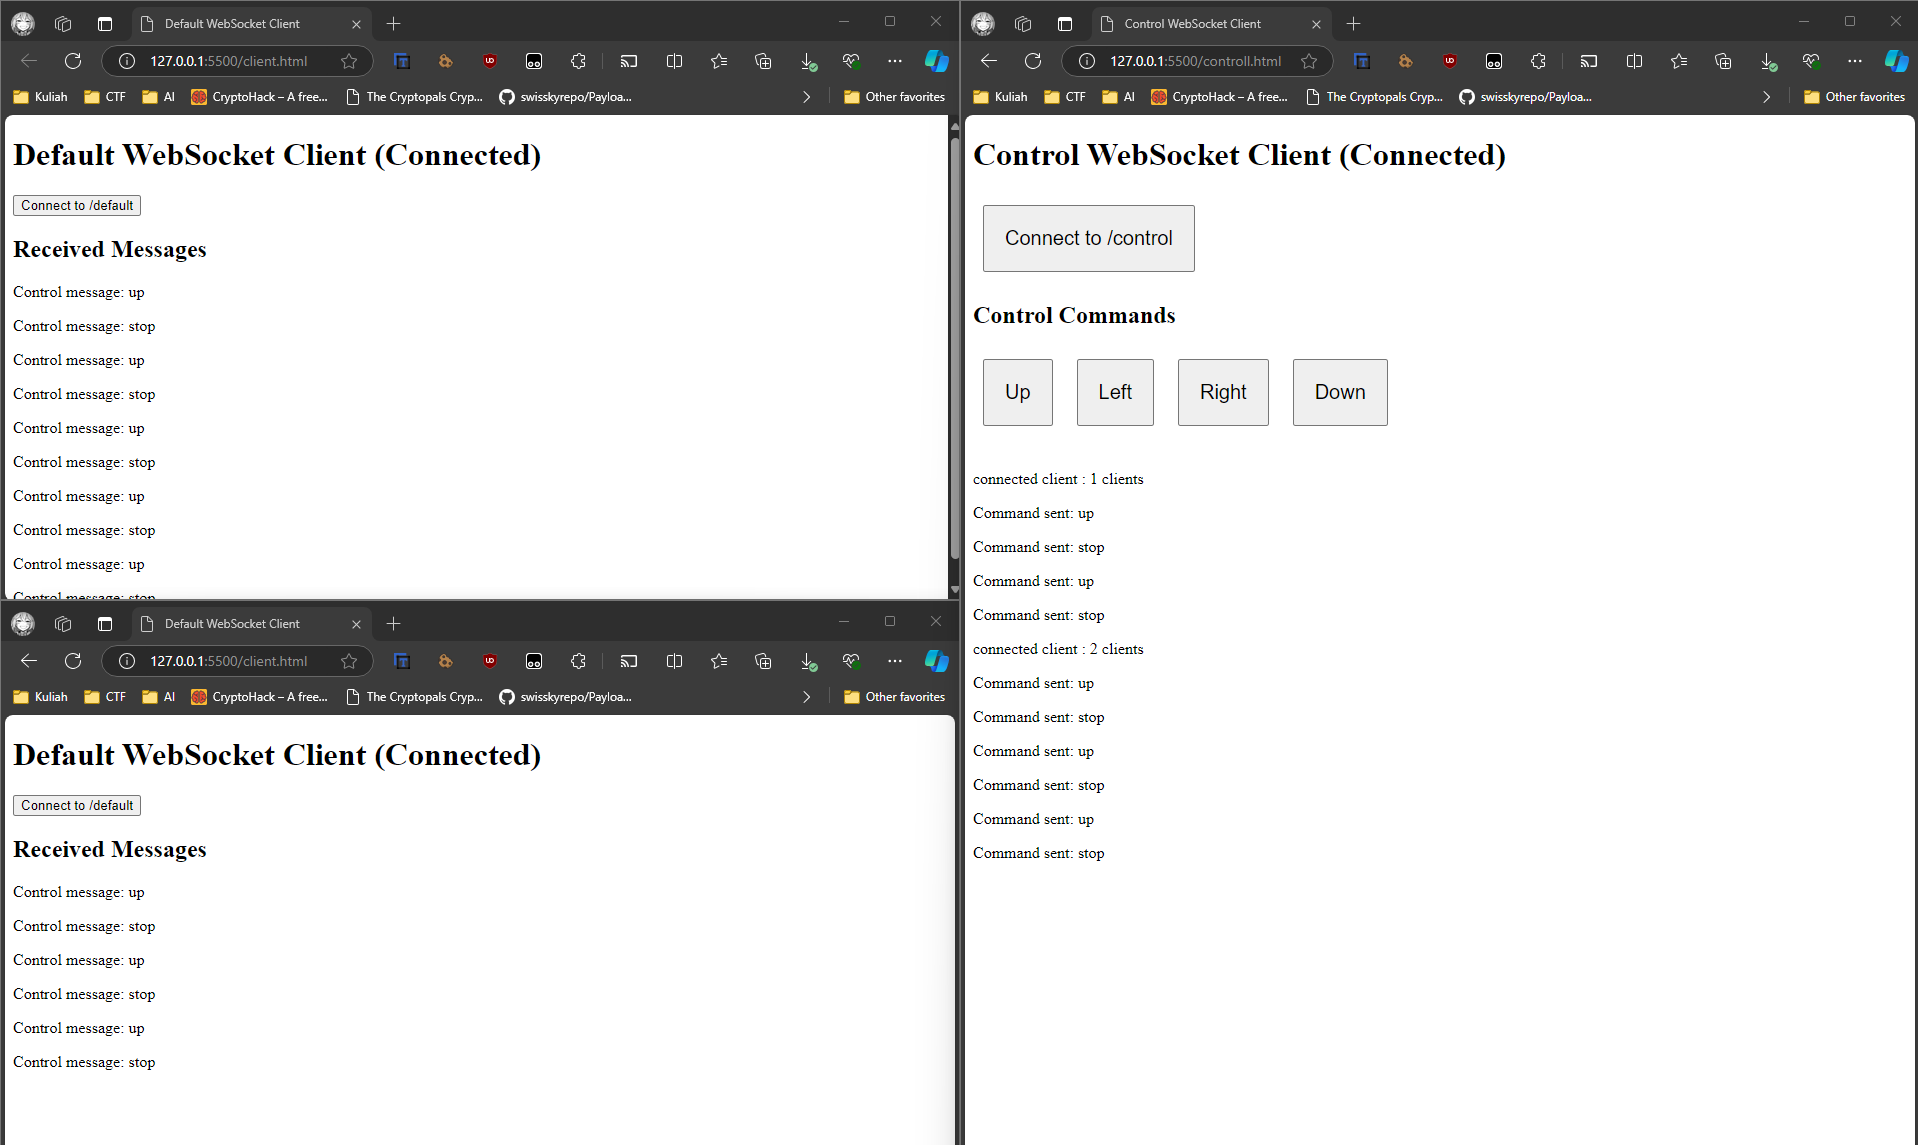 Default WebSocket Client
127.0.0.1:5500/client.html
Kuliah CTF AI CryptoHack – A free... The Cryptopals Cryp... swisskyrepo/Payloa... Other favorites
Default WebSocket Client (Connected)
Connect to /default
Received Messages
Control message: up
Control message: stop
Control message: up
Control message: stop
Control message: up
Control message: stop
Control message: up
Control message: stop
Control message: up
Control message: stop
Default WebSocket Client
127.0.0.1:5500/client.html
Kuliah CTF AI CryptoHack – A free... The Cryptopals Cryp... swisskyrepo/Payloa... Other favorites
Default WebSocket Client (Connected)
Connect to /default
Received Messages
Control message: up
Control message: stop
Control message: up
Control message: stop
Control message: up
Control message: stop
Control WebSocket Client
127.0.0.1:5500/controll.html
Kuliah CTF AI CryptoHack – A free... The Cryptopals Cryp... swisskyrepo/Payloa... Other favorites
Control WebSocket Client (Connected)
Connect to /control
Control Commands
Up Left Right Down
connected client : 1 clients
Command sent: up
Command sent: stop
Command sent: up
Command sent: stop
connected client : 2 clients
Command sent: up
Command sent: stop
Command sent: up
Command sent: stop
Command sent: up
Command sent: stop